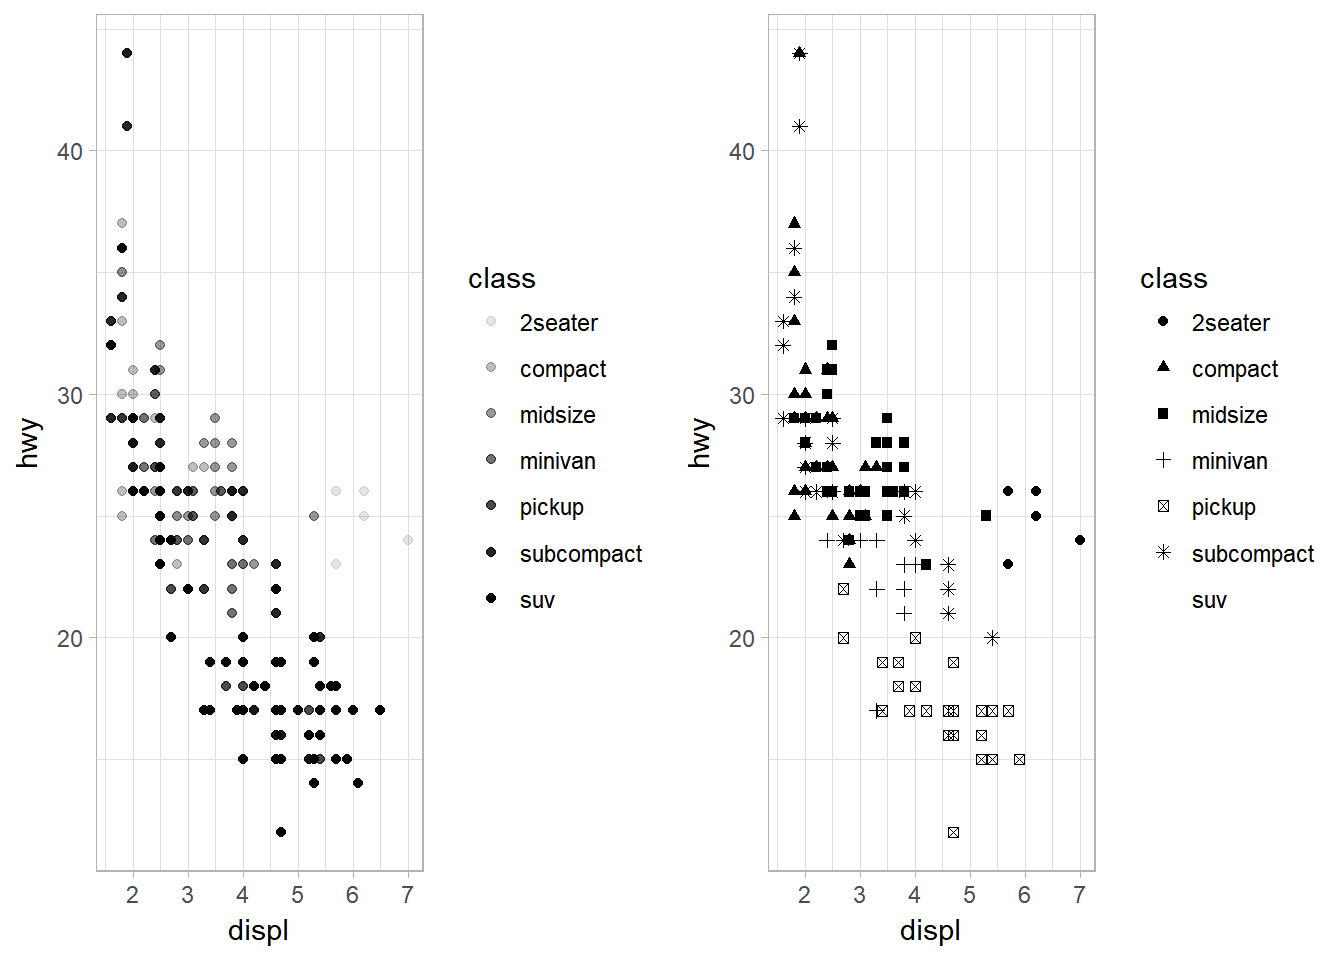 hwy
40
30
20
2 3 4 5 6 7
displ
class
2seater
compact
midsize
minivan
pickup
subcompact
suv
hwy
40
30
20
2 3 4 5 6 7
displ
class
2seater
compact
midsize
minivan
pickup
subcompact
suv